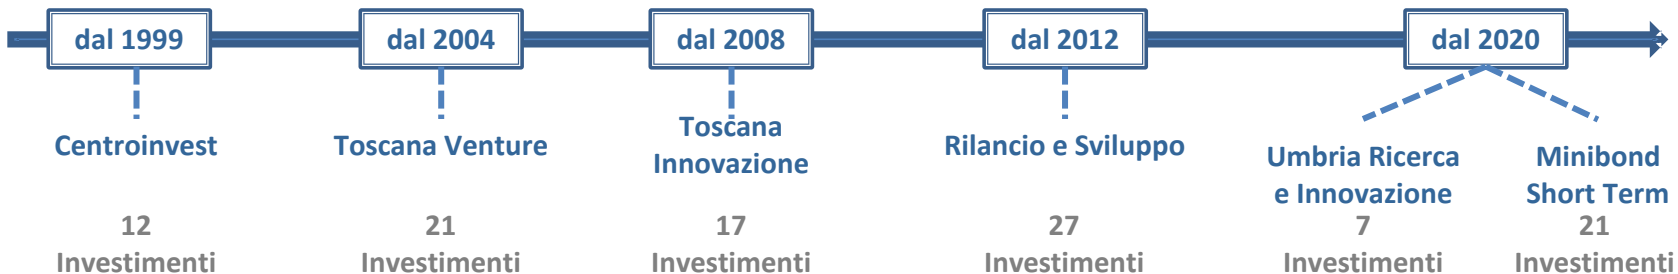 dal 1999
dal 2004
dal 2008
dal 2012
dal 2020
Centroinvest
Toscana Venture
Toscana
Innovazione
Rilancio e Sviluppo
Umbria Ricerca
e Innovazione
Minibond
Short Term
12
Investimenti
21
Investimenti
17
Investimenti
27
Investimenti
7
Investimenti
21
Investimenti